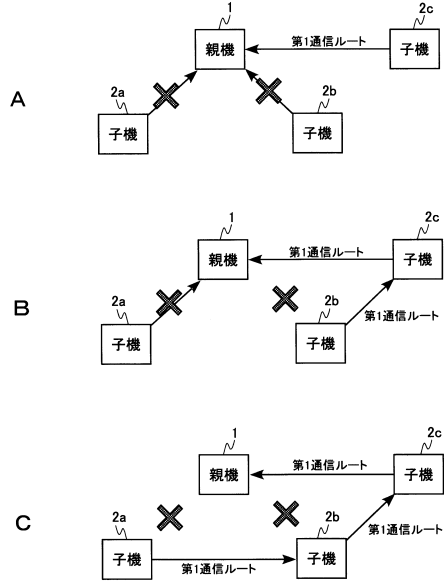 1
2c
親機
第1通信ルート
子機
A
2a
2b
子機
子機
1
2c
親機
第1通信ルート
子機
B
2a
2b
第1通信ルート
子機
子機
1
2c
親機
第1通信ルート
子機
C
2a
2b
第1通信ルート
子機
第1通信ルート
子機